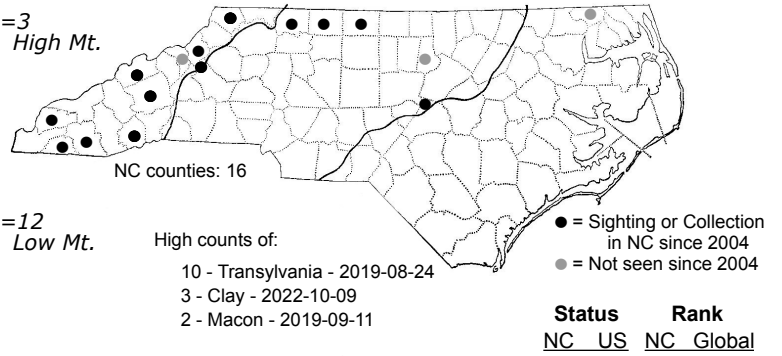 =3
High Mt.
NC counties: 16
=12
Low Mt.
High counts of:
10 - Transylvania - 2019-08-24
3 - Clay - 2022-10-09
2 - Macon - 2019-09-11
● = Sighting or Collection
in NC since 2004
● = Not seen since 2004
Status Rank
NC US NC Global